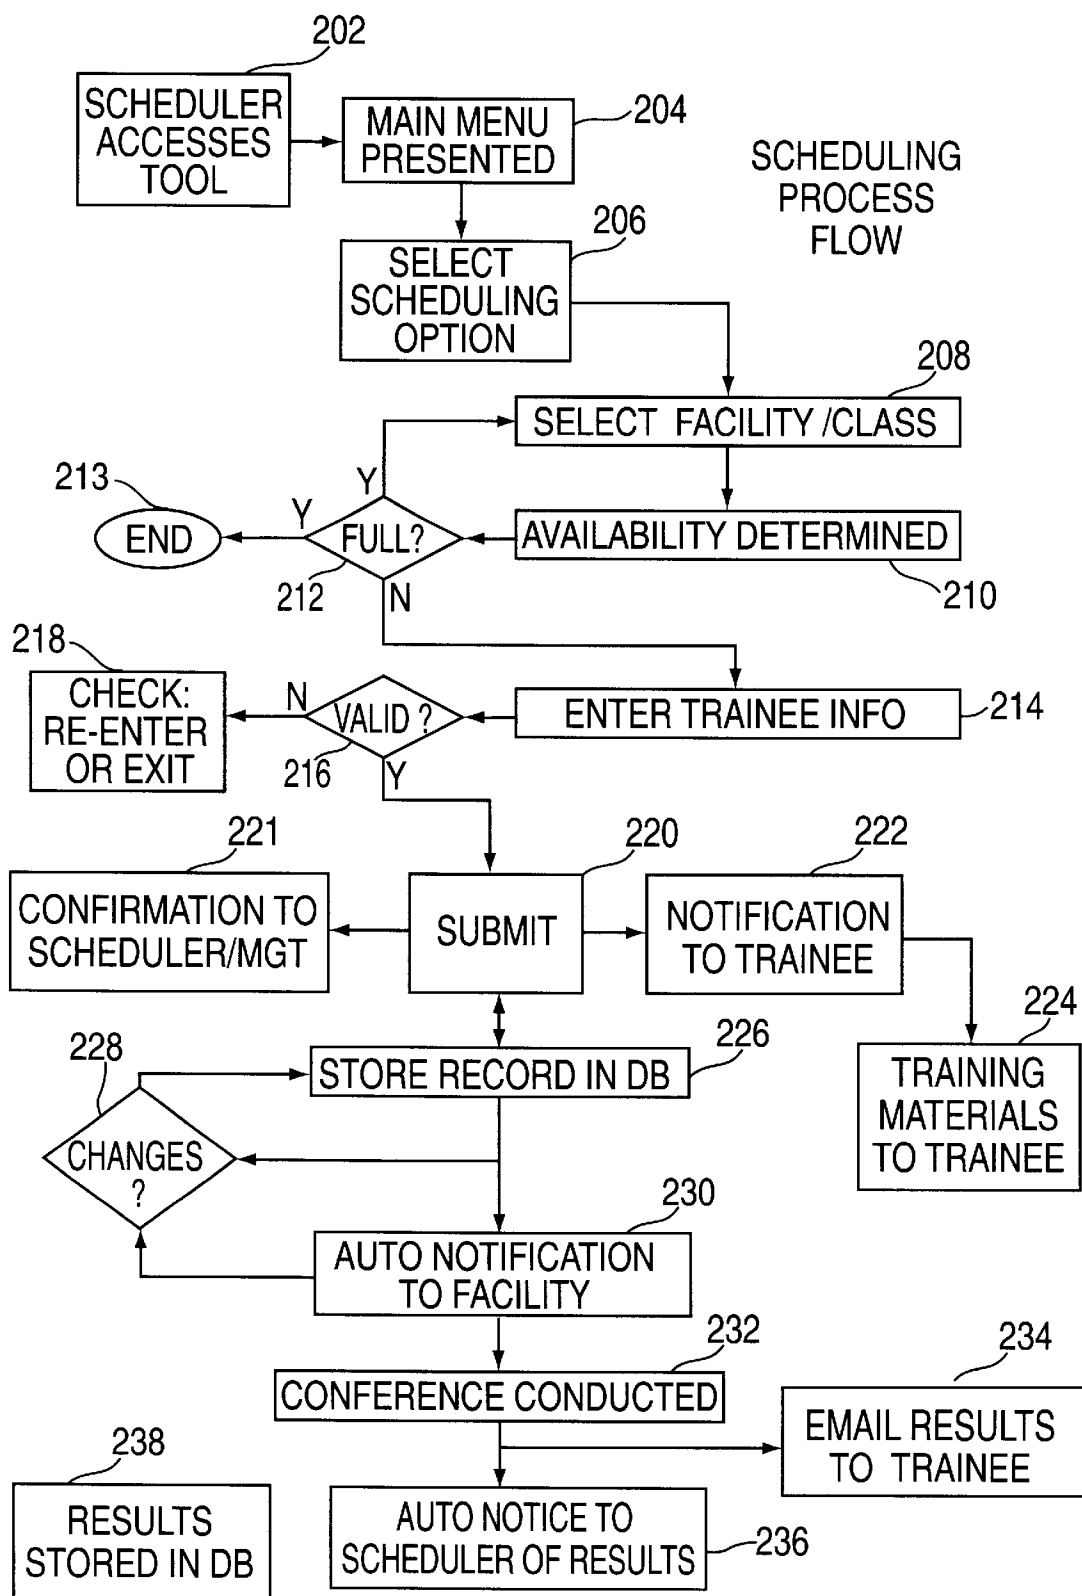 202
SCHEDULER
ACCESSES
TOOL
MAIN MENU
PRESENTED
204
SCHEDULING
PROCESS
FLOW
206
SELECT
SCHEDULING
OPTION
208
SELECT FACILITY /CLASS
213
END
Y
Y
FULL?
212
N
AVAILABILITY DETERMINED
210
218
CHECK:
RE-ENTER
OR EXIT
N
VALID ?
216
Y
ENTER TRAINEE INFO
214
221
CONFIRMATION TO
SCHEDULER/MGT
220
SUBMIT
222
NOTIFICATION
TO TRAINEE
224
TRAINING
MATERIALS
TO TRAINEE
STORE RECORD IN DB
226
228
CHANGES
?
230
AUTO NOTIFICATION
TO FACILITY
232
CONFERENCE CONDUCTED
234
EMAIL RESULTS
TO TRAINEE
238
RESULTS
STORED IN DB
AUTO NOTICE TO
SCHEDULER OF RESULTS
236